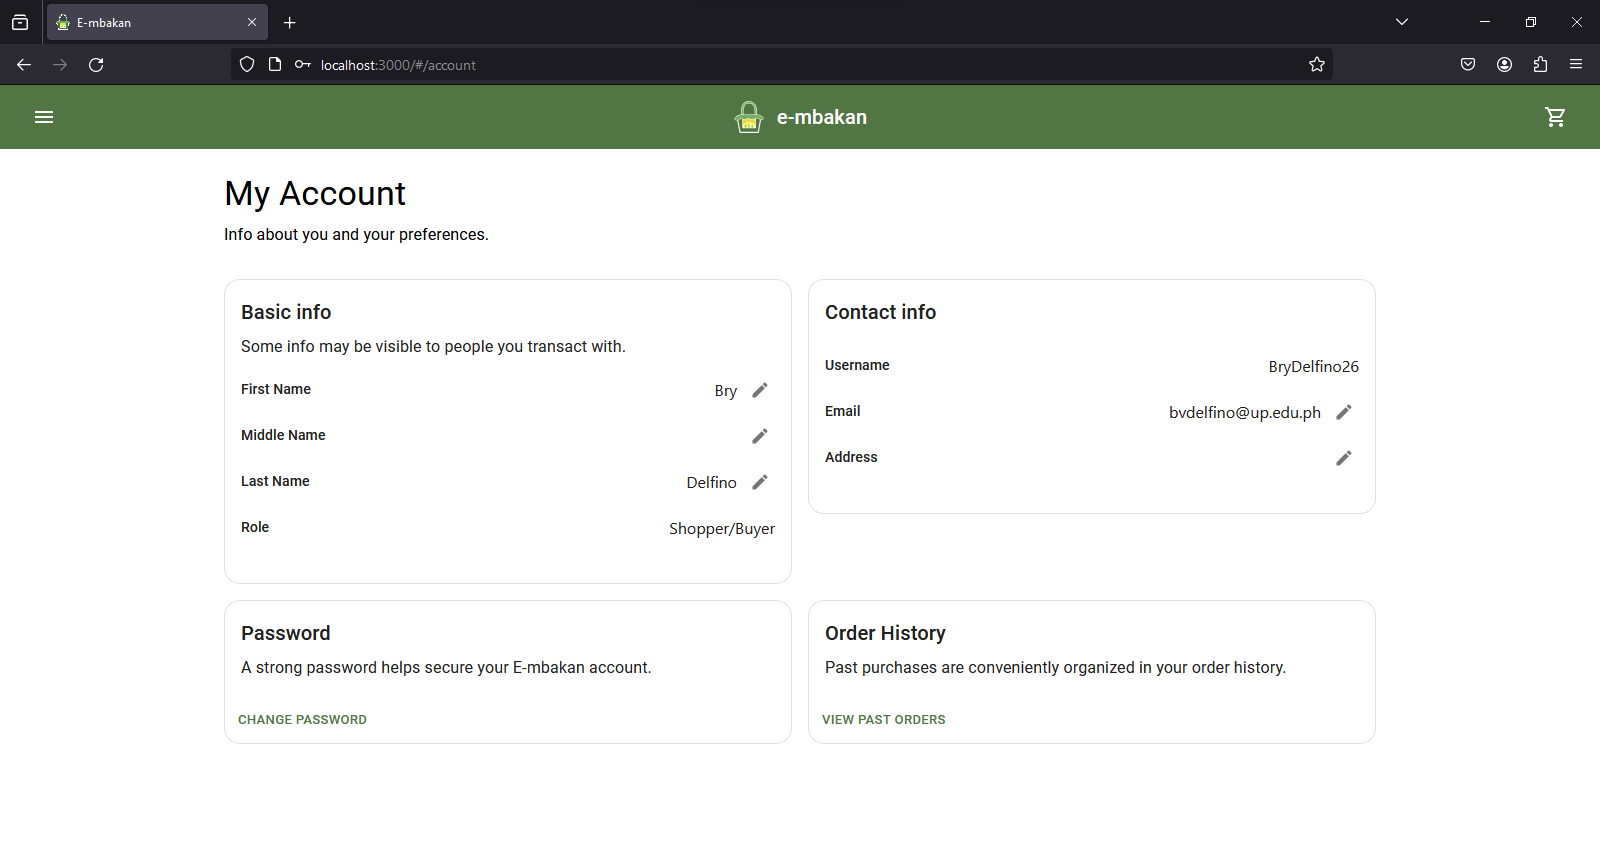 E-mbakan
localhost:3000/#/account
e-mbakan
My Account
Info about you and your preferences.
Basic info
Some info may be visible to people you transact with.
First Name Bry
Middle Name
Last Name Delfino
Role Shopper/Buyer
Contact info
Username BryDelfino26
Email bvdelfino@up.edu.ph
Address
Password
A strong password helps secure your E-mbakan account.
CHANGE PASSWORD
Order History
Past purchases are conveniently organized in your order history.
VIEW PAST ORDERS